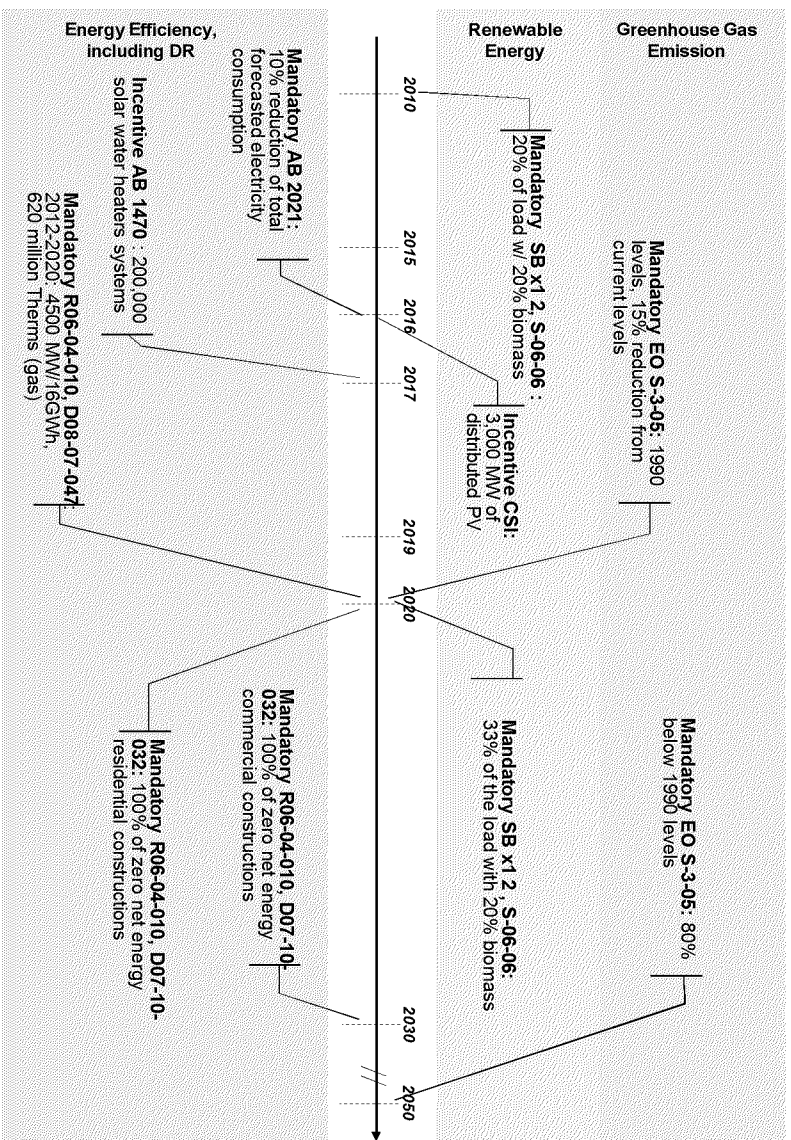 Energy Efficiency,
including DR
Renewable
Energy
Greenhouse Gas
Emission
Mandatory EO S-3-05: 1990
levels, 15% reduction from
current levels
Mandatory EO S-3-05: 80%
below 1990 levels
Mandatory SB x1 2, S-06-06 :
20% of load w/ 20% biomass
Incentive CSI:
3,000 MW of
distributed PV
Mandatory SB x1 2 , S-06-06:
33% of the load with 20% biomass
2010
2015
2016
2017
2019
2020
2030
2050
Mandatory AB 2021:
10% reduction of total
forecasted electricity
consumption
Mandatory R06-04-010, D07-10-
032: 100% of zero net energy
commercial constructions
Incentive AB 1470 : 200,000
solar water heaters systems
Mandatory R06-04-010, D07-10-
032: 100% of zero net energy
residential constructions
Mandatory R06-04-010, D08-07-047:
2012-2020: 4500 MW/16GWh,
620 million Therms (gas)